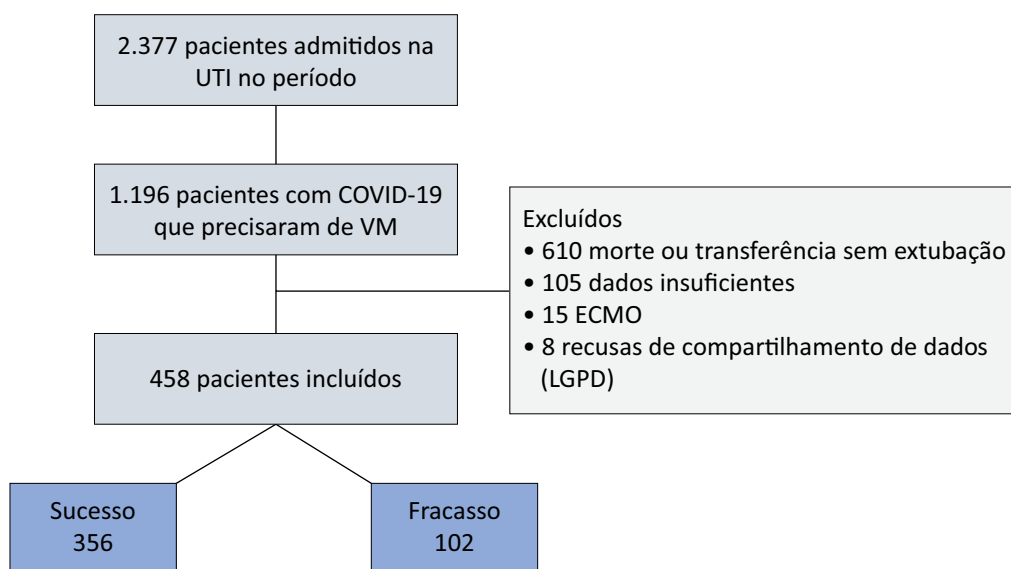 2.377 pacientes admitidos na
UTI no período
1.196 pacientes com COVID-19
que precisaram de VM
Excluídos
• 610 morte ou transferência sem extubação
• 105 dados insuficientes
• 15 ECMO
• 8 recusas de compartilhamento de dados
(LGPD)
458 pacientes incluídos
Sucesso
356
Fracasso
102